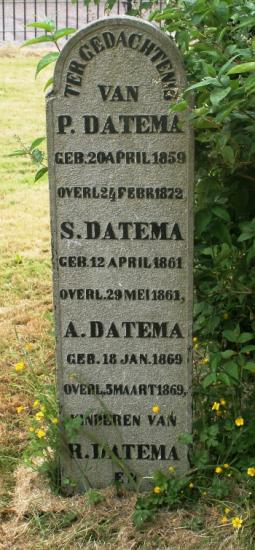 TER GEDACHTENIS
VAN
P. DATEMA
GEB. 20 APRIL 1859
OVERL. 24 FEBR 1872
S. DATEMA
GEB. 12 APRIL 1861
OVERL. 29 MEI 1861,
A. DATEMA
GEB. 18 JAN. 1869
OVERL. 5 MAART 1869,
KINDEREN VAN
R. DATEMA
EN